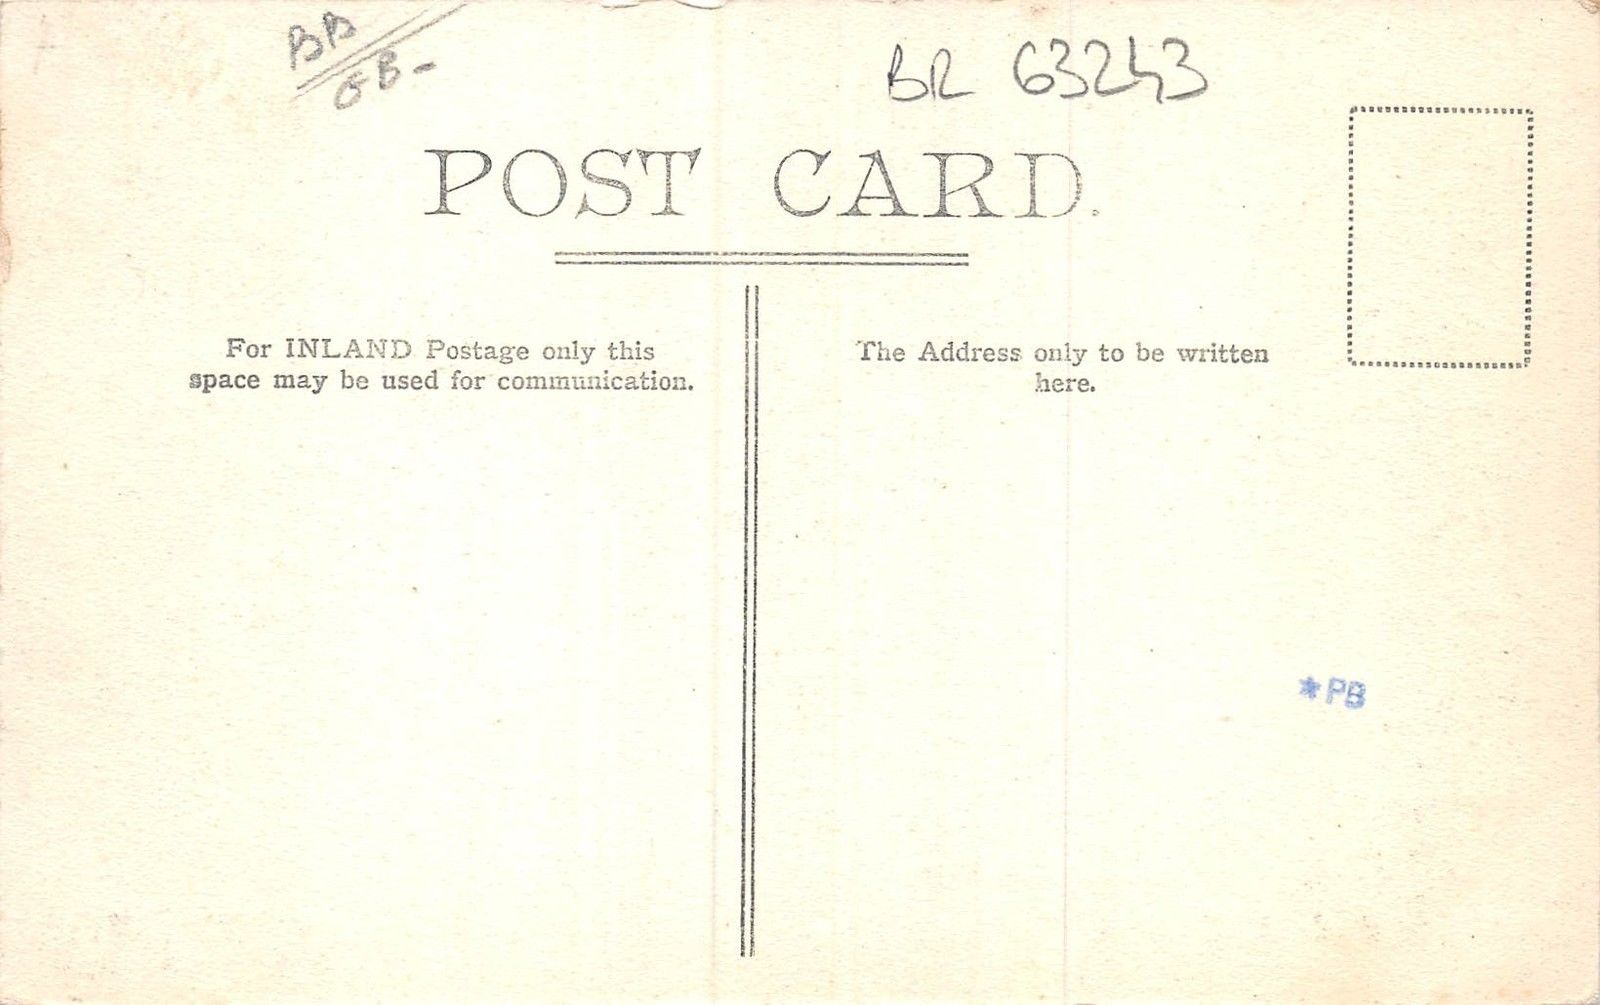 BB
GB-
BR 63243
POST CARD.
For INLAND Postage only this
space may be used for communication.
The Address only to be written
here.
*PB